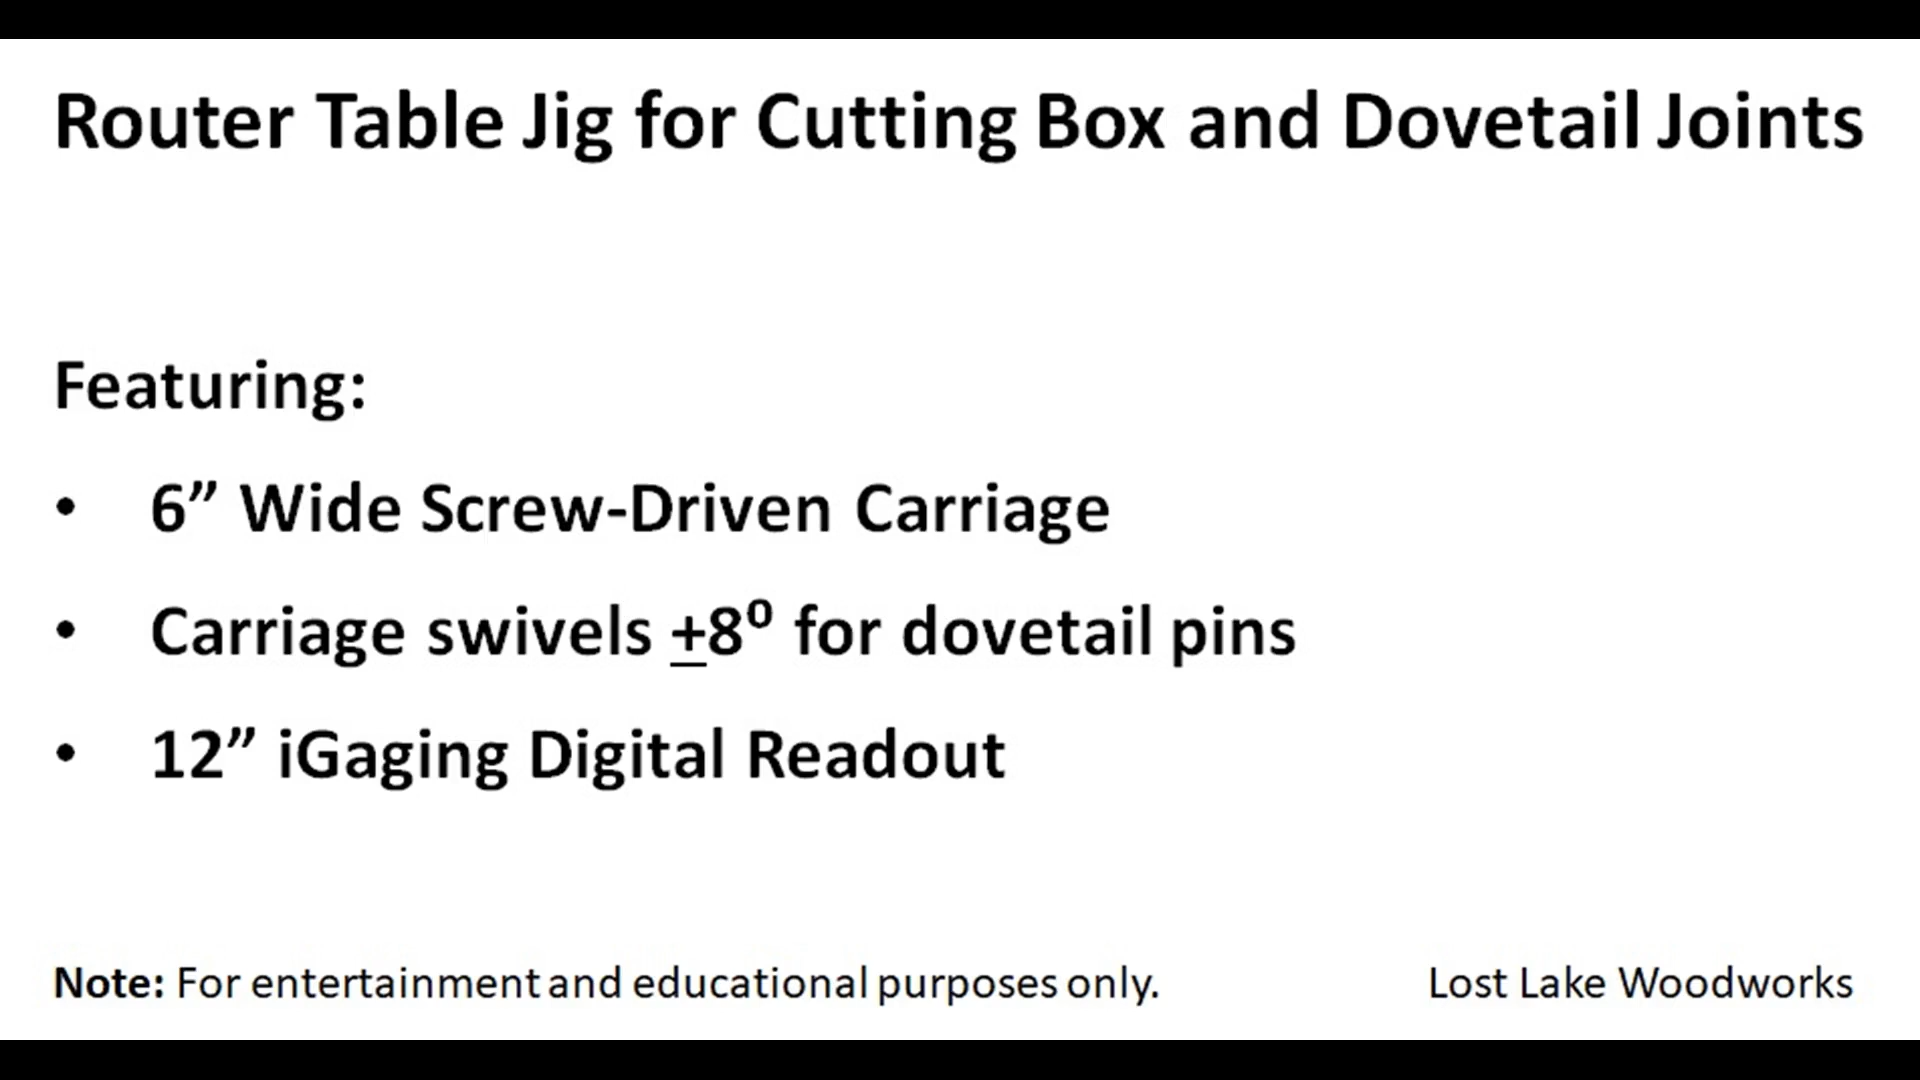 Router Table Jig for Cutting Box and Dovetail Joints
Featuring:
• 6” Wide Screw-Driven Carriage
• Carriage swivels ±8⁰ for dovetail pins
• 12” iGaging Digital Readout
Note: For entertainment and educational purposes only.
Lost Lake Woodworks